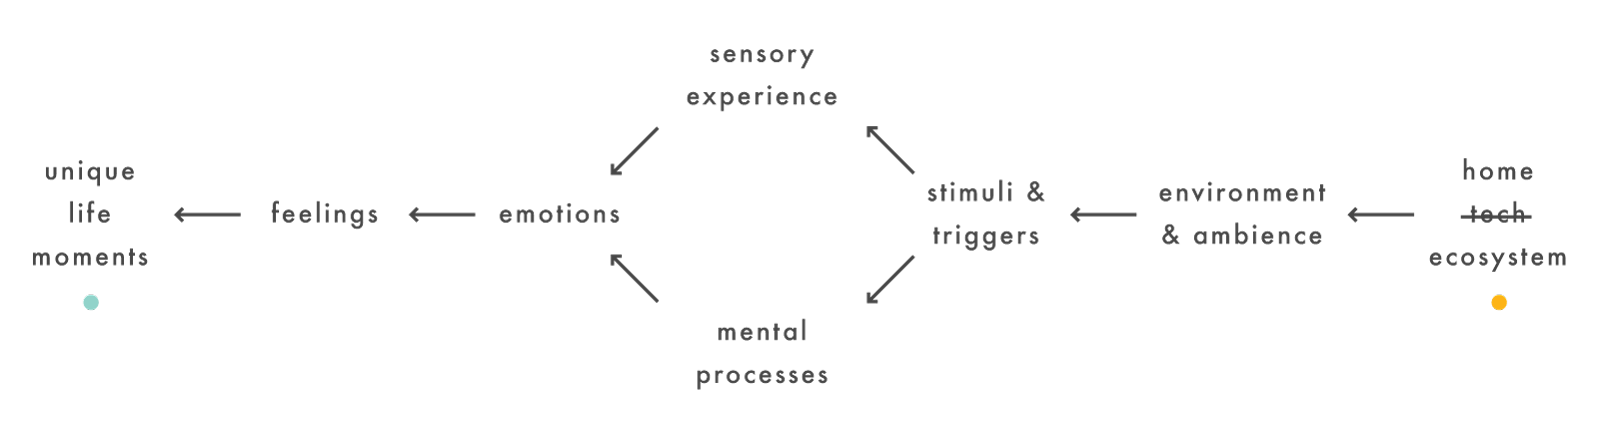 sensory
experience
unique
life
moments
feelings
emotions
stimuli &
triggers
environment
& ambience
home
tech
ecosystem
mental
processes